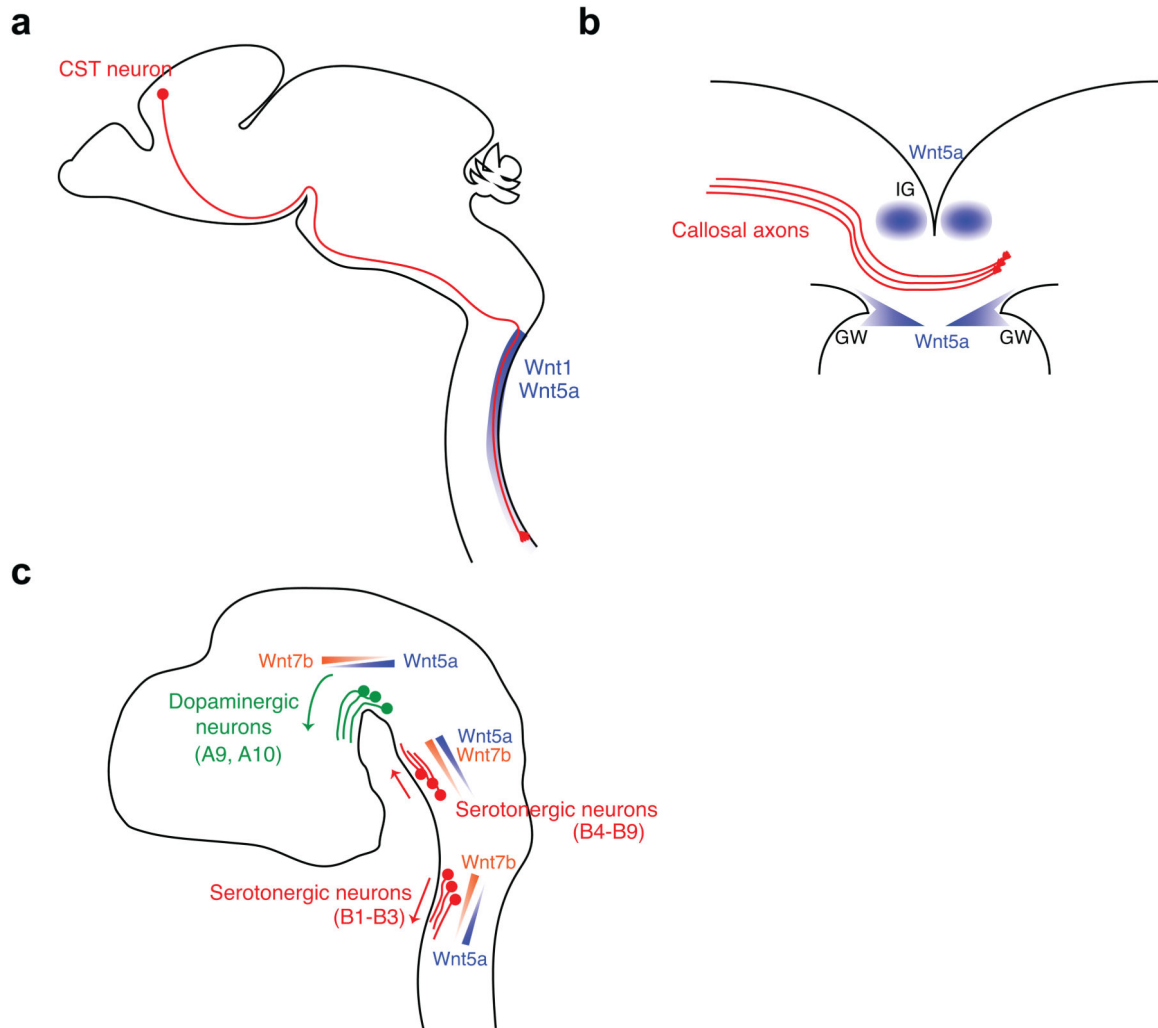 a
CST neuron
Wnt1
Wnt5a
b
Wnt5a
IG
Callosal axons
GW
Wnt5a
GW
c
Wnt7b
Wnt5a
Dopaminergic
neurons
(A9, A10)
Wnt5a
Wnt7b
Serotonergic neurons
(B4-B9)
Wnt7b
Serotonergic neurons
(B1-B3)
Wnt5a